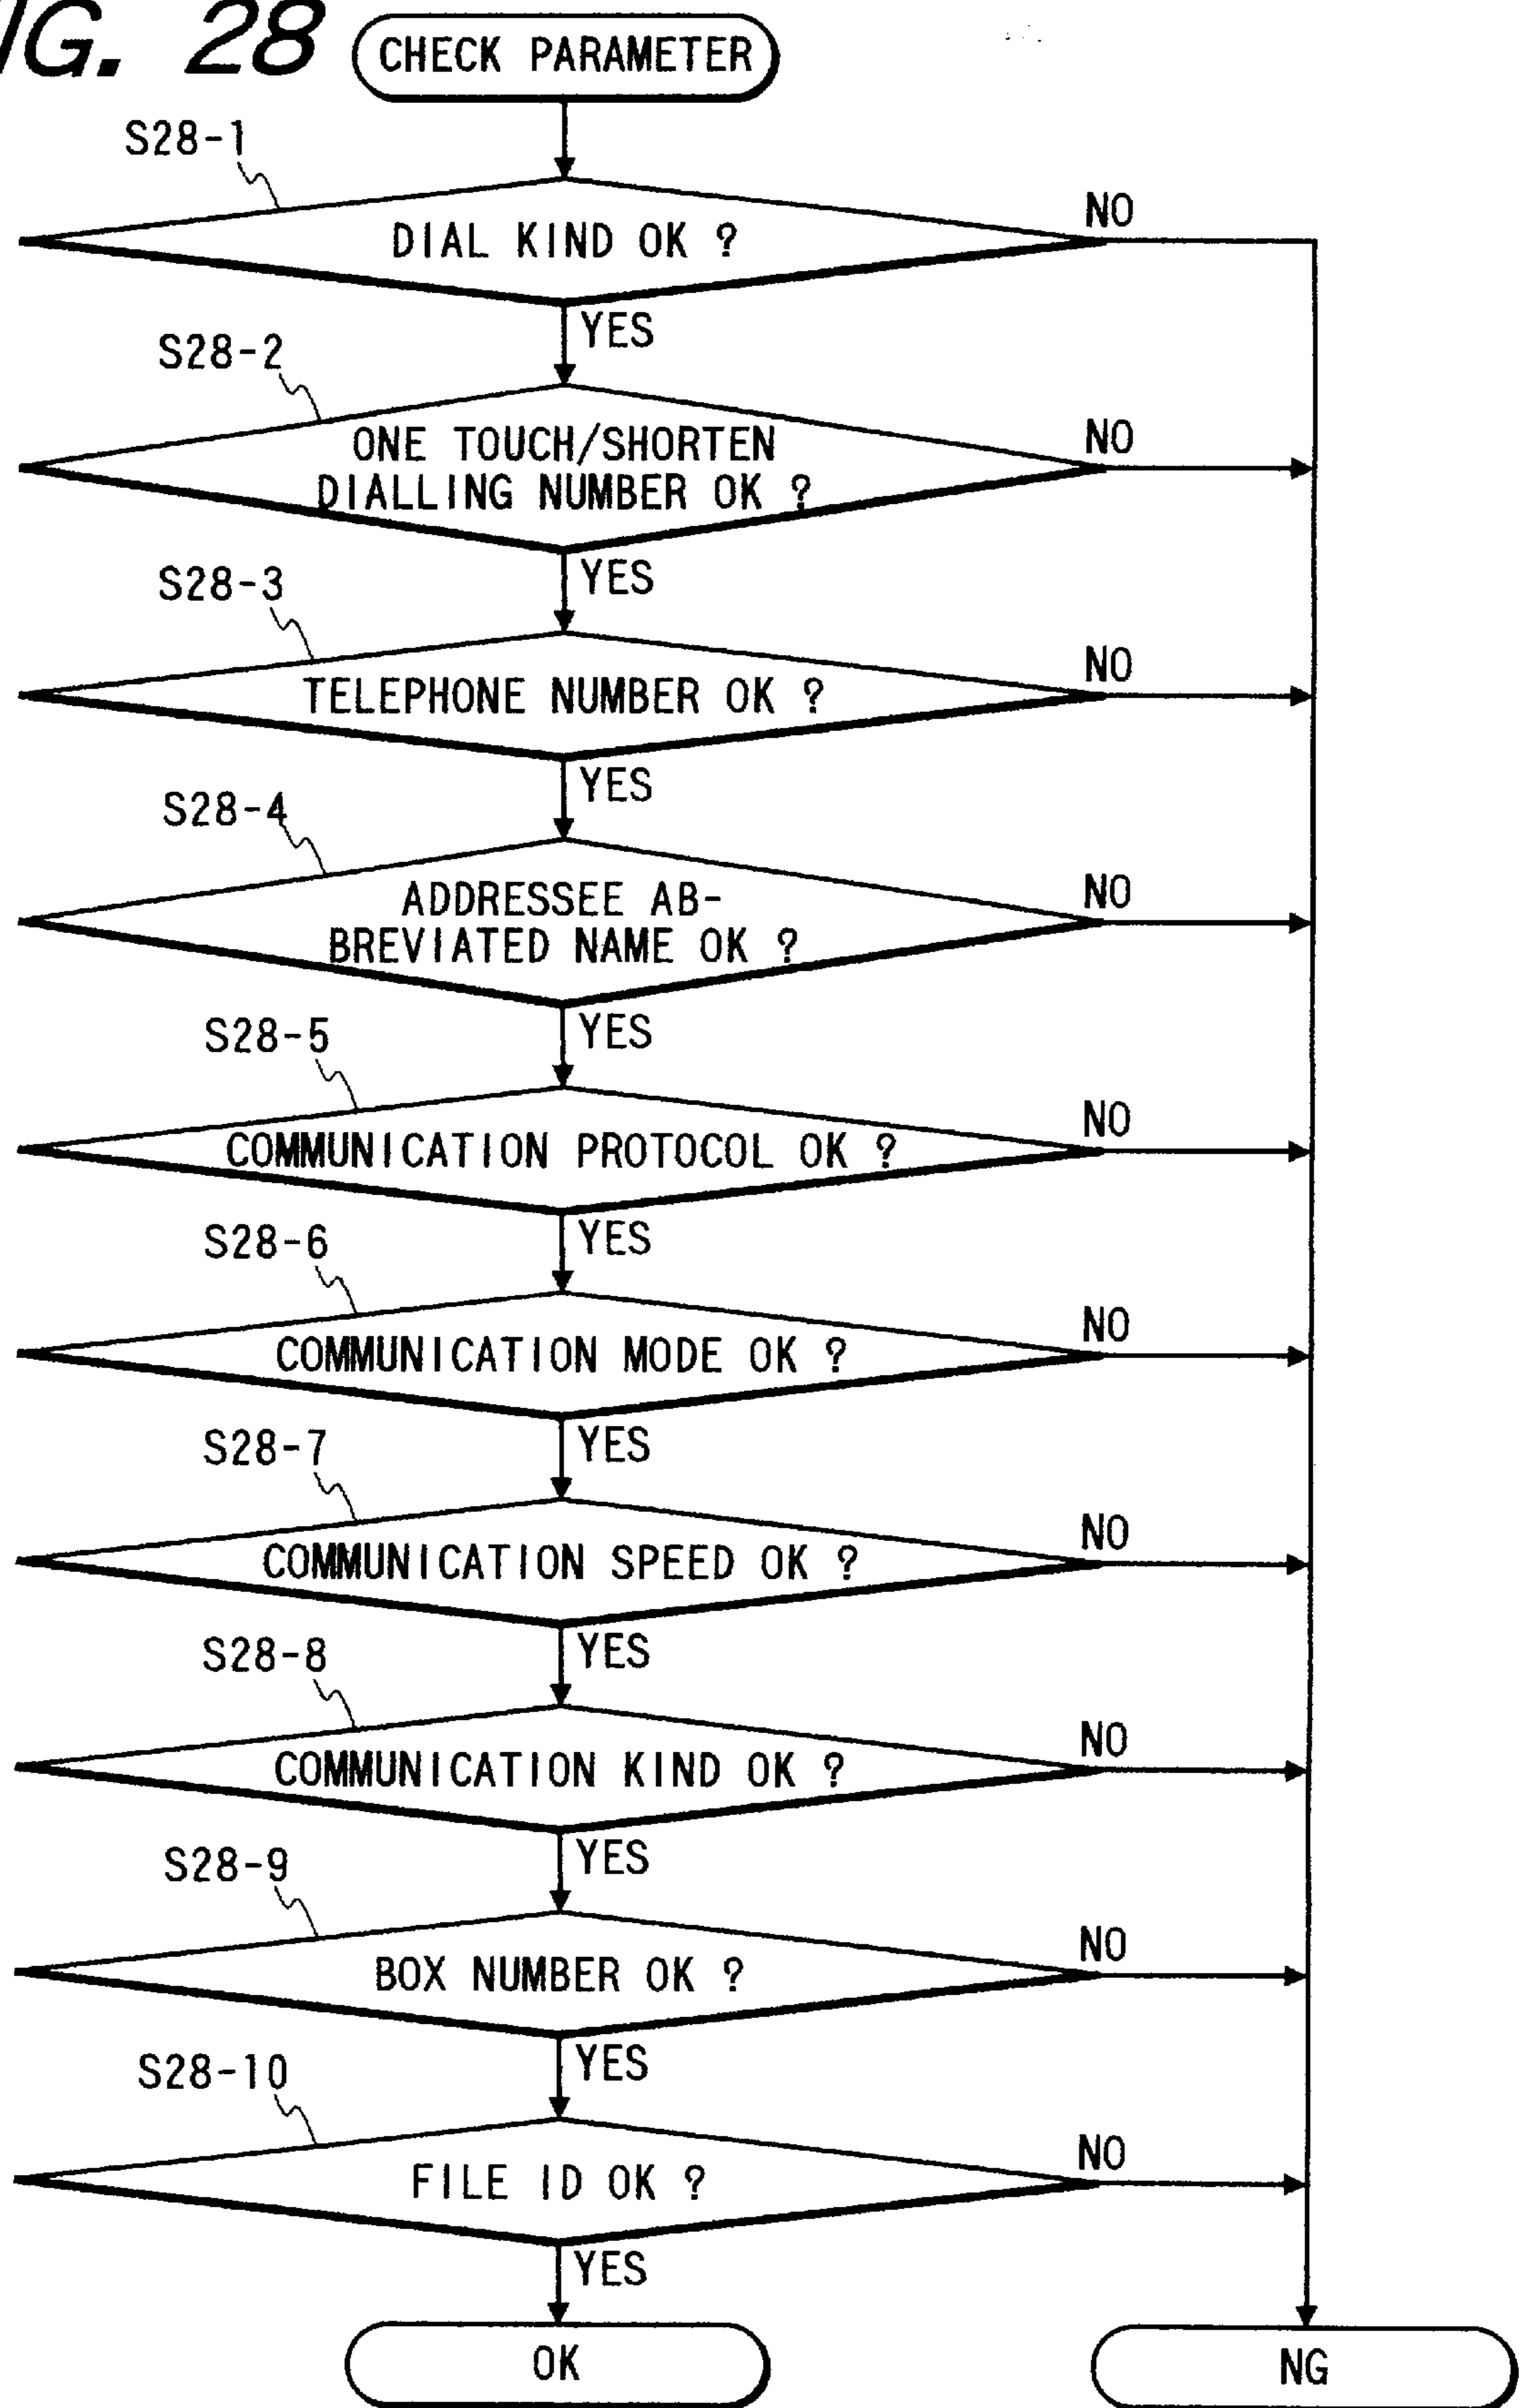 NG. 28
CHECK PARAMETER
S28-1
DIAL KIND OK ?
NO
YES
S28-2
ONE TOUCH/SHORTEN
DIALLING NUMBER OK ?
NO
YES
S28-3
TELEPHONE NUMBER OK ?
NO
YES
S28-4
ADDRESSEE AB-
BREVIATED NAME OK ?
NO
YES
S28-5
COMMUNICATION PROTOCOL OK ?
NO
YES
S28-6
COMMUNICATION MODE OK ?
NO
YES
S28-7
COMMUNICATION SPEED OK ?
NO
YES
S28-8
COMMUNICATION KIND OK ?
NO
YES
S28-9
BOX NUMBER OK ?
NO
YES
S28-10
FILE ID OK ?
NO
YES
OK
NG